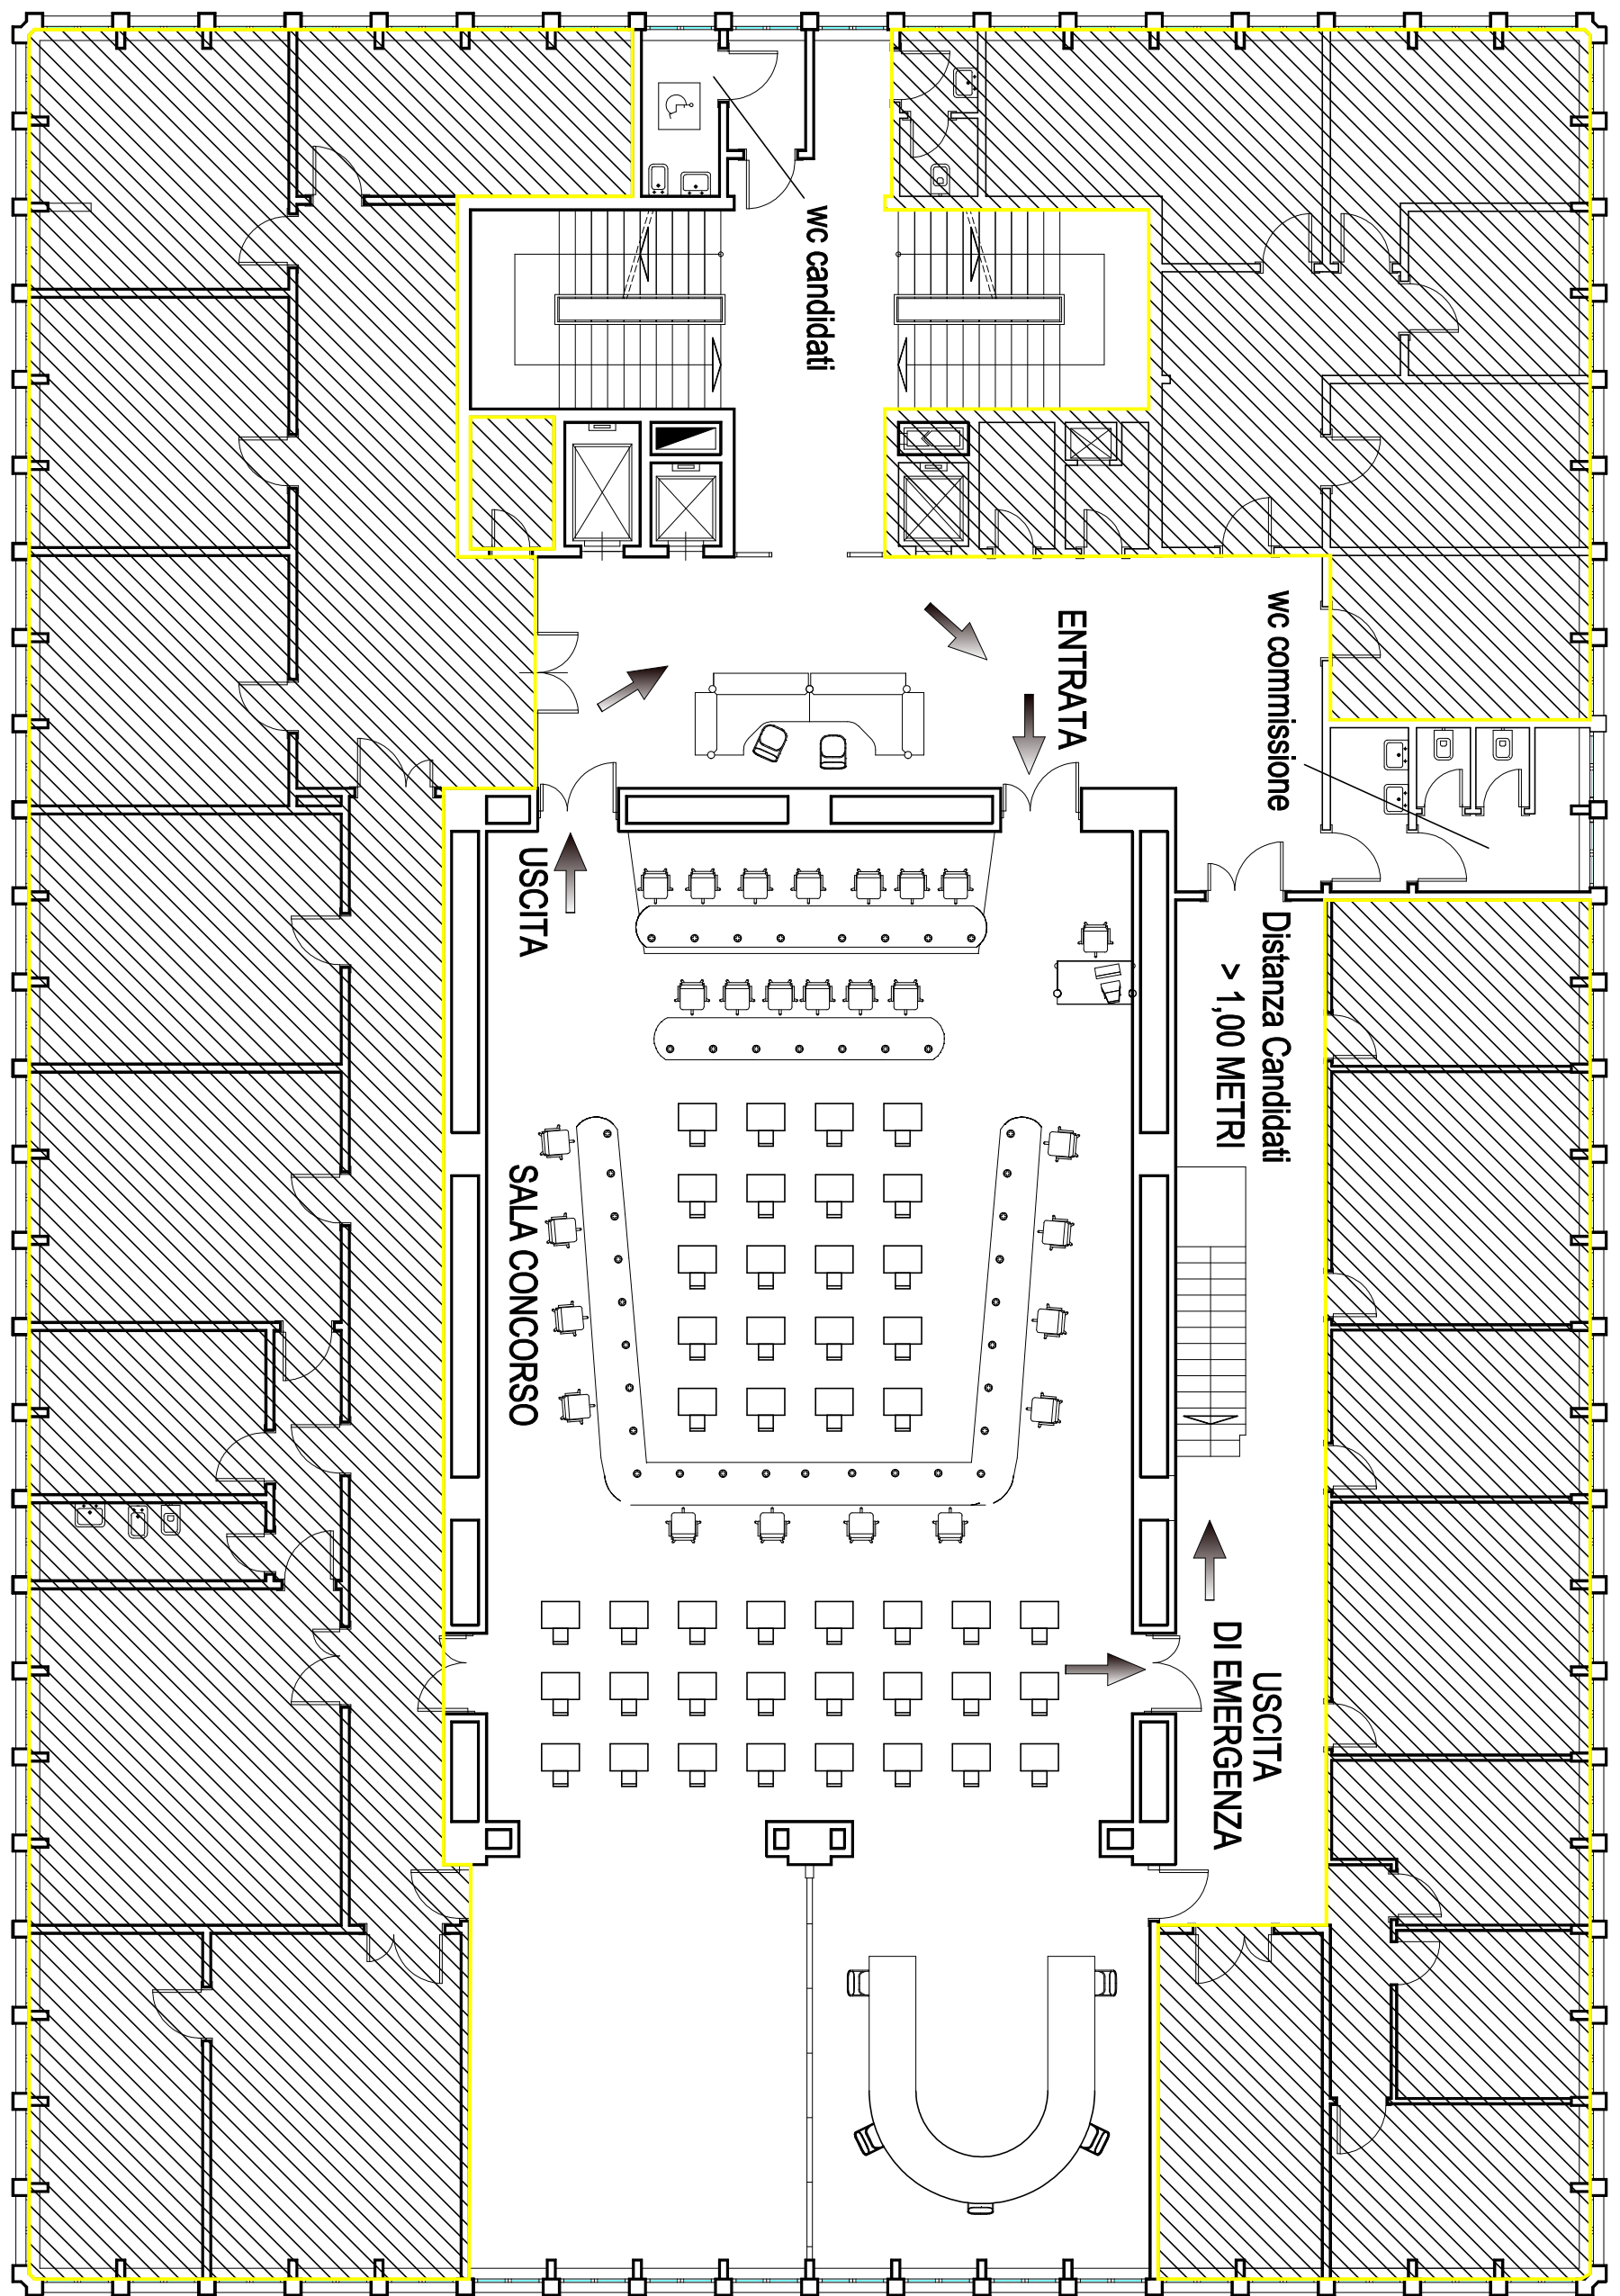 wc candidati
ENTRATA
wc commissione
USCITA
Distanza Candidati
> 1,00 METRI
SALA CONCORSO
USCITA
DI EMERGENZA